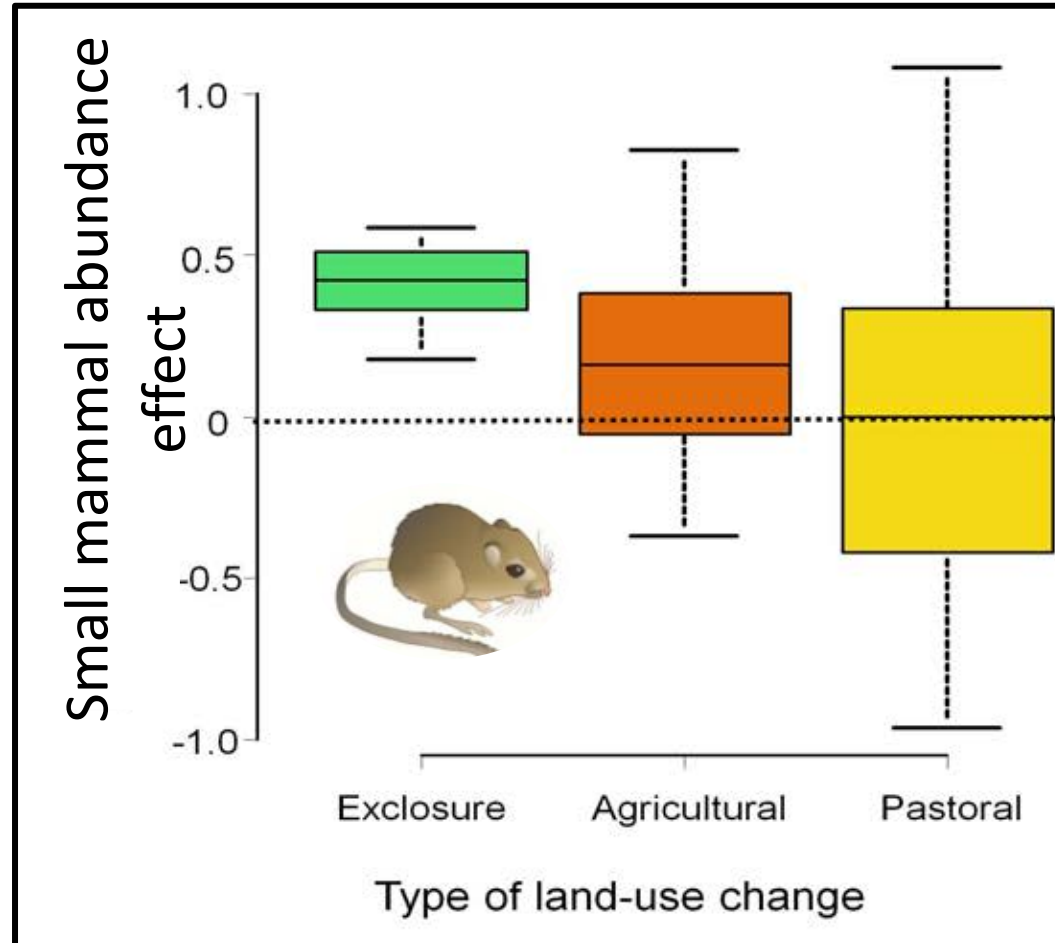 Small mammal abundance
effect
1.0
0.5
0
-0.5
-1.0
Exclosure Agricultural Pastoral
Type of land-use change